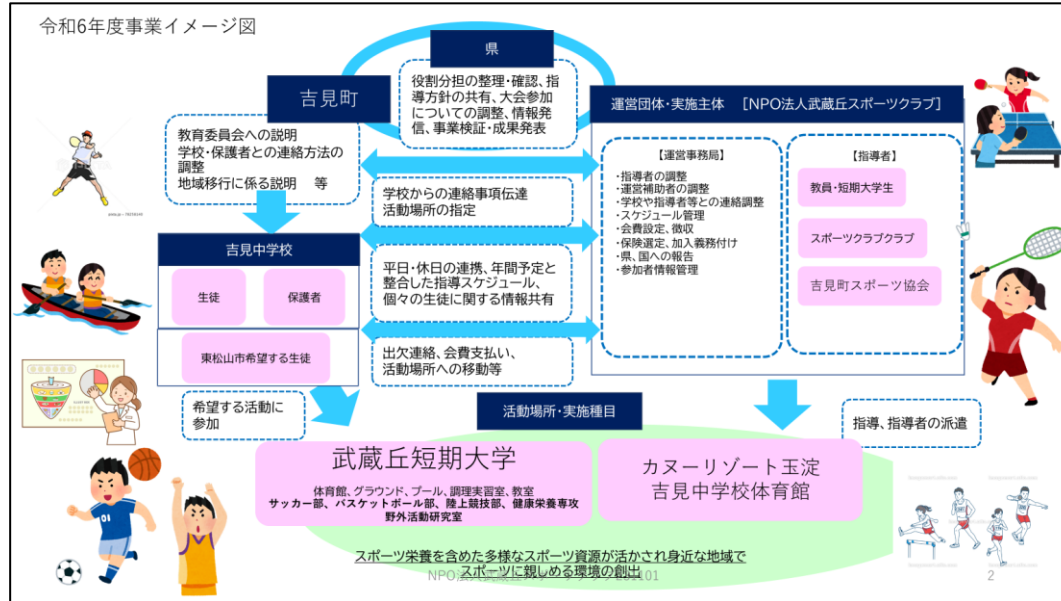 令和6年度事業イメージ図
県
役割分担の整理・確認、指
導方針の共有、大会参加
についての調整、情報発
信、事業検証・成果発表
吉見町
教育委員会への説明
学校・保護者との連絡方法の
調整
地域移行に係る説明　等
運営団体・実施主体　[NPO法人武蔵丘スポーツクラブ]
【運営事務局】
・指導者の調整
・運営補助者の調整
・学校や指導者等との連絡調整
・スケジュール管理
・会費設定、徴収
・保険選定、加入義務付け
・県、国への報告
・参加者情報管理
【指導者】
教員・短期大学生
スポーツクラブクラブ
吉見町スポーツ協会
学校からの連絡事項伝達
活動場所の指定
吉見中学校
生徒
保護者
東松山市希望する生徒
平日・休日の連携、年間予定と
整合した指導スケジュール、
個々の生徒に関する情報共有
出欠連絡、会費支払い、
活動場所への移動等
希望する活動に
参加
活動場所・実施種目
指導、指導者の派遣
武蔵丘短期大学
体育館、グラウンド、プール、調理実習室、教室
サッカー部、バスケットボール部、陸上競技部、健康栄養専攻
野外活動研究室
カヌーリゾート玉淀
吉見中学校体育館
スポーツ栄養を含めた多様なスポーツ資源が活かされ身近な地域で
スポーツに親しめる環境の創出
NPO法人武蔵丘
101
2